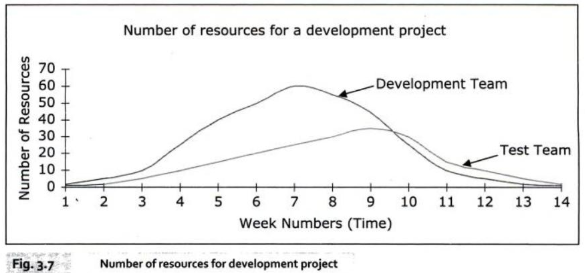 Number of resources for a development project
Number of Resources
70
60
50
40
30
20
10
0
Development Team
Test Team
1 2 3 4 5 6 7 8 9 10 11 12 13 14
Week Numbers (Time)
Fig. 3.7 Number of resources for development project